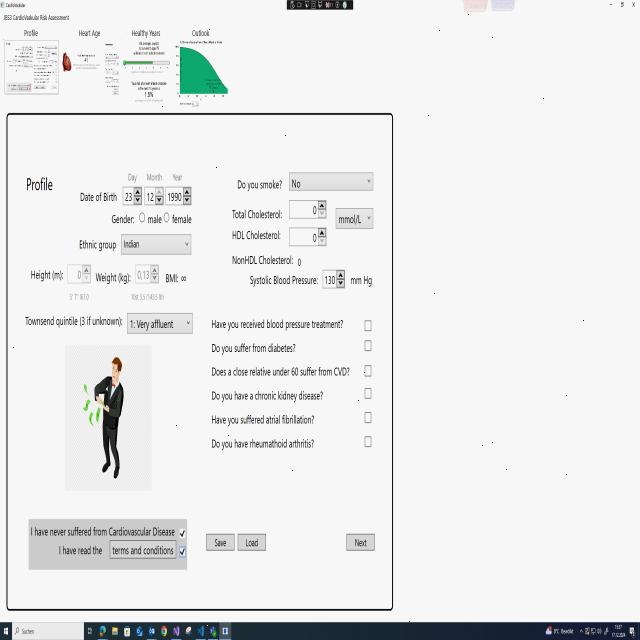 CardioVascular
JBS3 CardioVascular Risk Assessment
Profile
Heart Age
Healthy Years
Outlook
1.5%
Profile
Day Month Year
Date of Birth 23 12 1990
Gender: male female
Ethnic group Indian
Height (m): 0 Weight (kg): 0,13 BMI: ∞
Townsend quintile (3 if unknown): 1: Very affluent
Do you smoke? No
Total Cholesterol: 0 mmol/L
HDL Cholesterol: 0
NonHDL Cholesterol: 0
Systolic Blood Pressure: 130 mm Hg
Have you received blood pressure treatment?
Do you suffer from diabetes?
Does a close relative under 60 suffer from CVD?
Do you have a chronic kidney disease?
Have you suffered atrial fibrillation?
Do you have rheumathoid arthritis?
I have never suffered from Cardiovascular Disease
I have read the terms and conditions
Save Load Next
Suchen